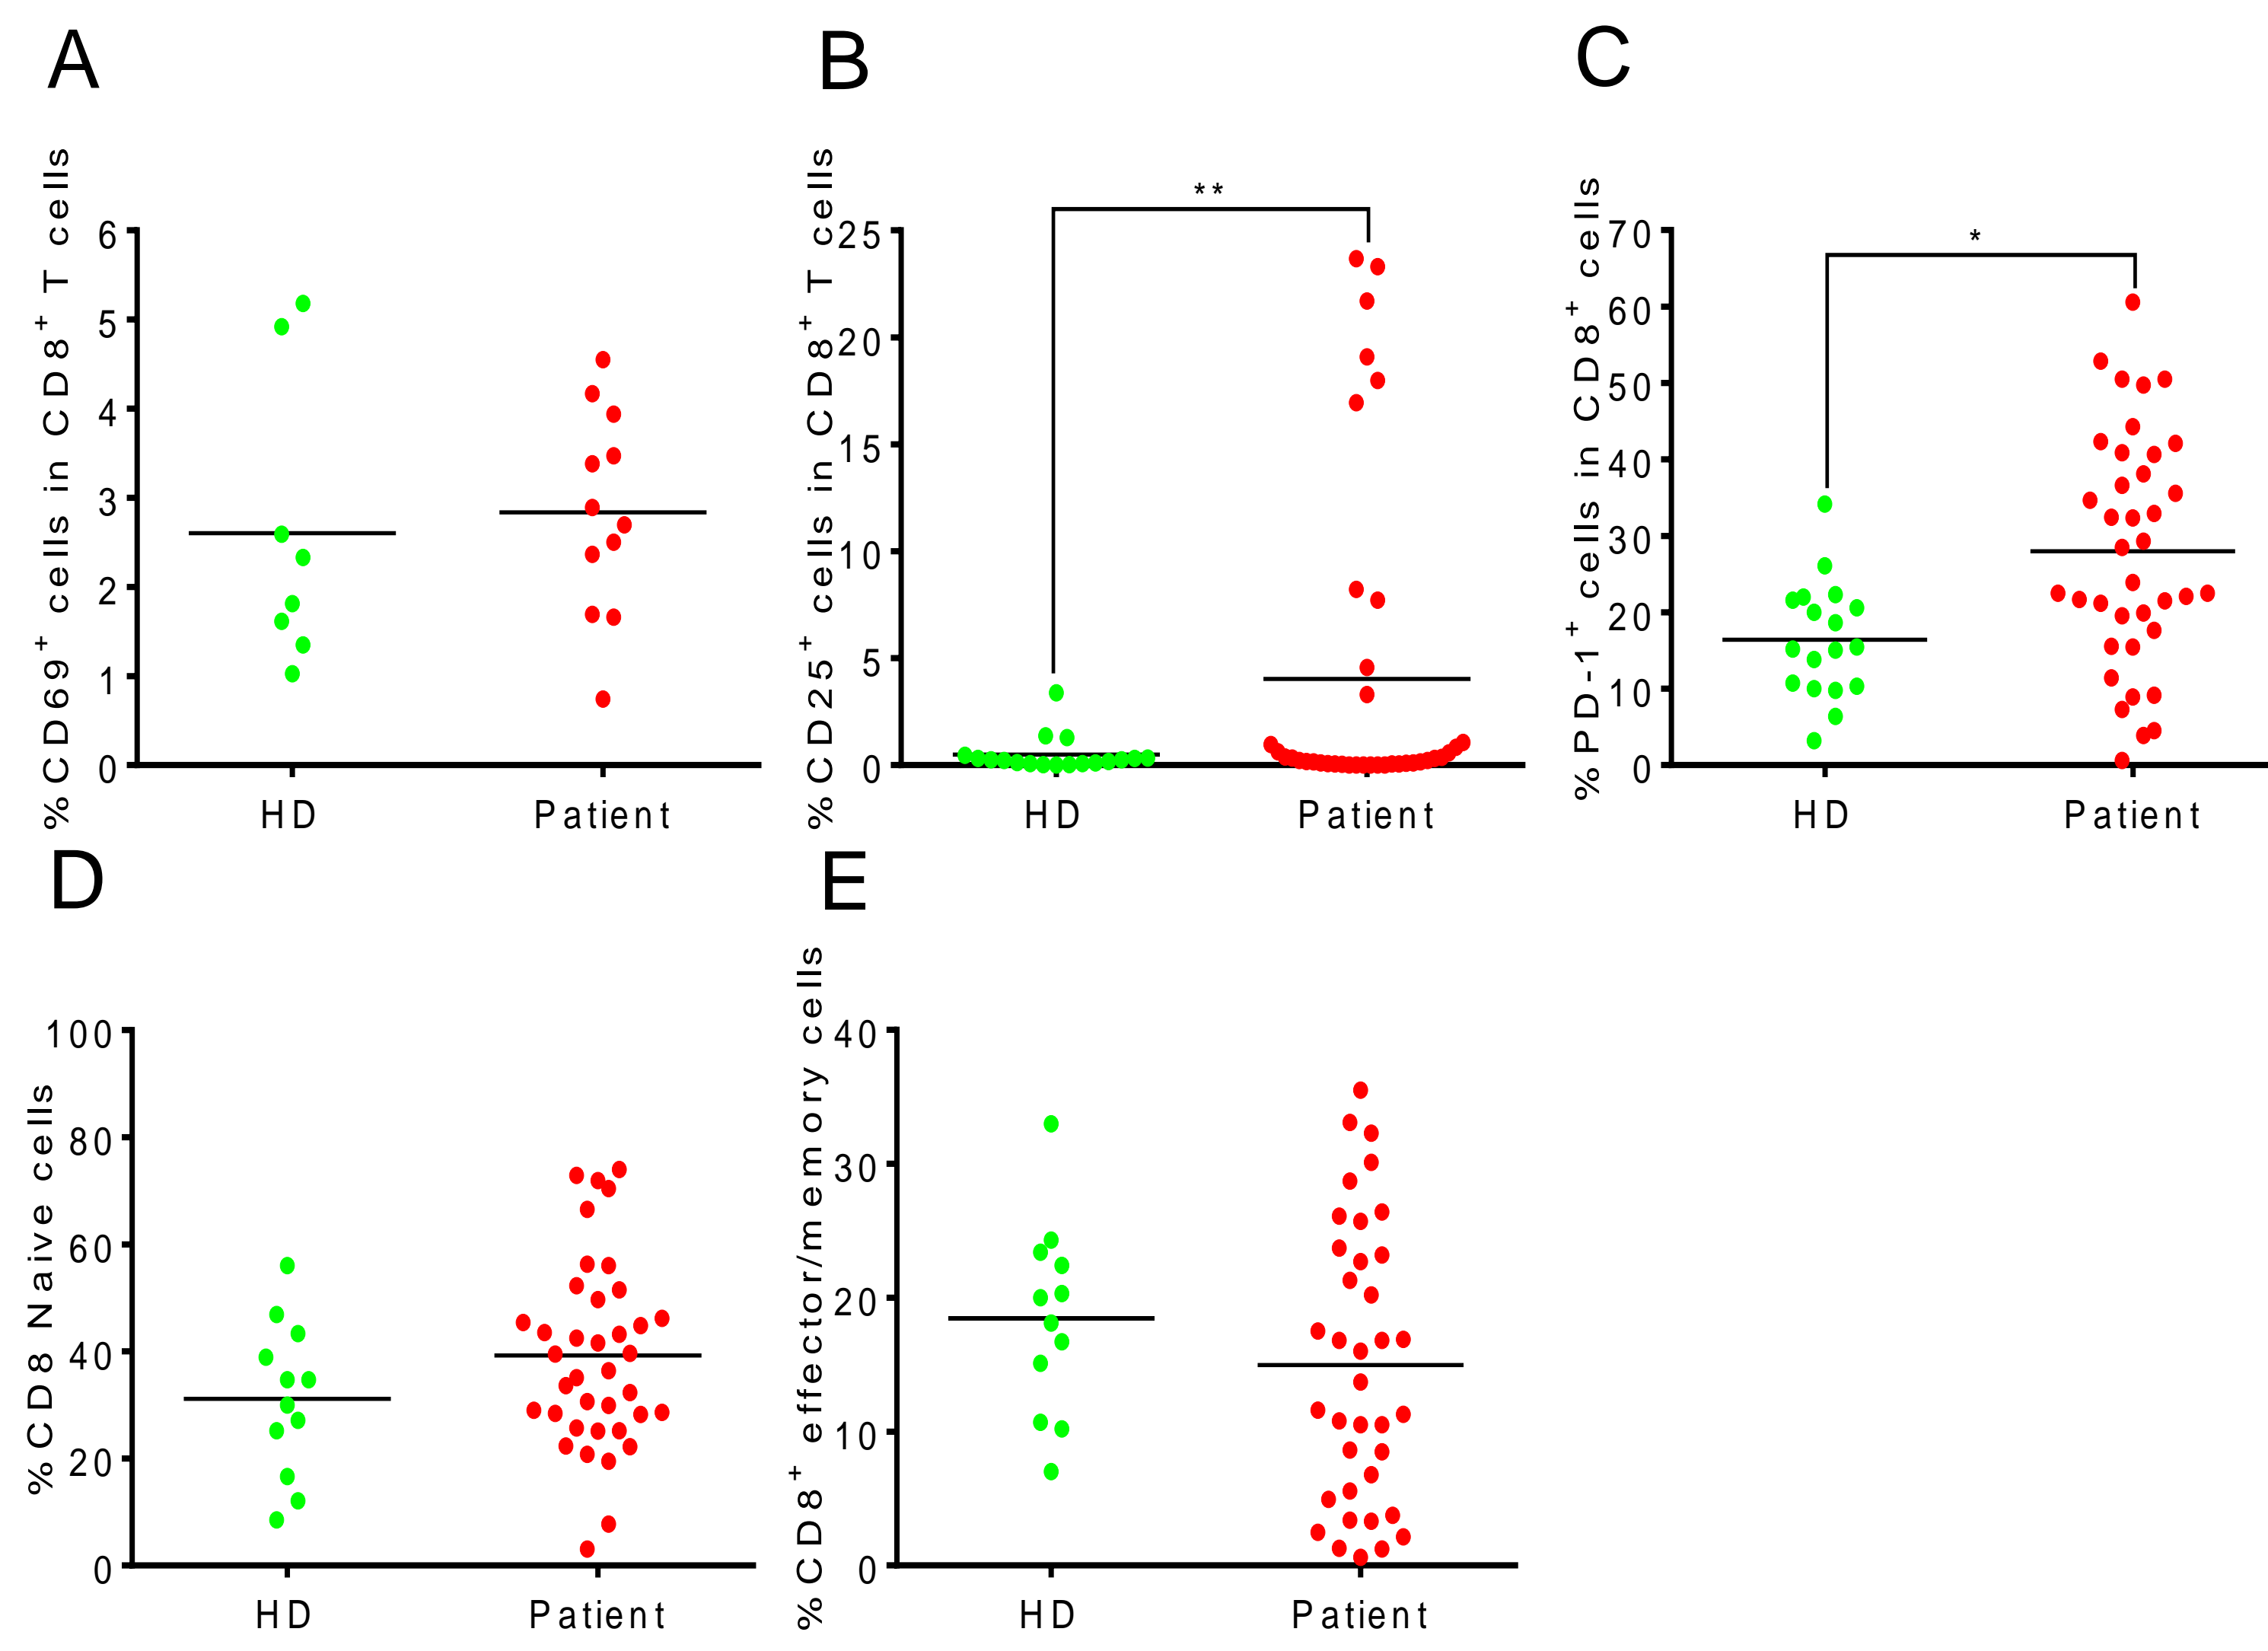 A
B
C
% CD69+ cells in CD8+ T cells
6
5
4
3
2
1
0
HD
Patient
% CD25+ cells in CD8+ T cells
**
25
20
15
10
5
0
HD
Patient
% PD-1+ cells in CD8+ cells
*
70
60
50
40
30
20
10
0
HD
Patient
D
E
% CD8 Naive cells
100
80
60
40
20
0
HD
Patient
% CD8+ effector/memory cells
40
30
20
10
0
HD
Patient